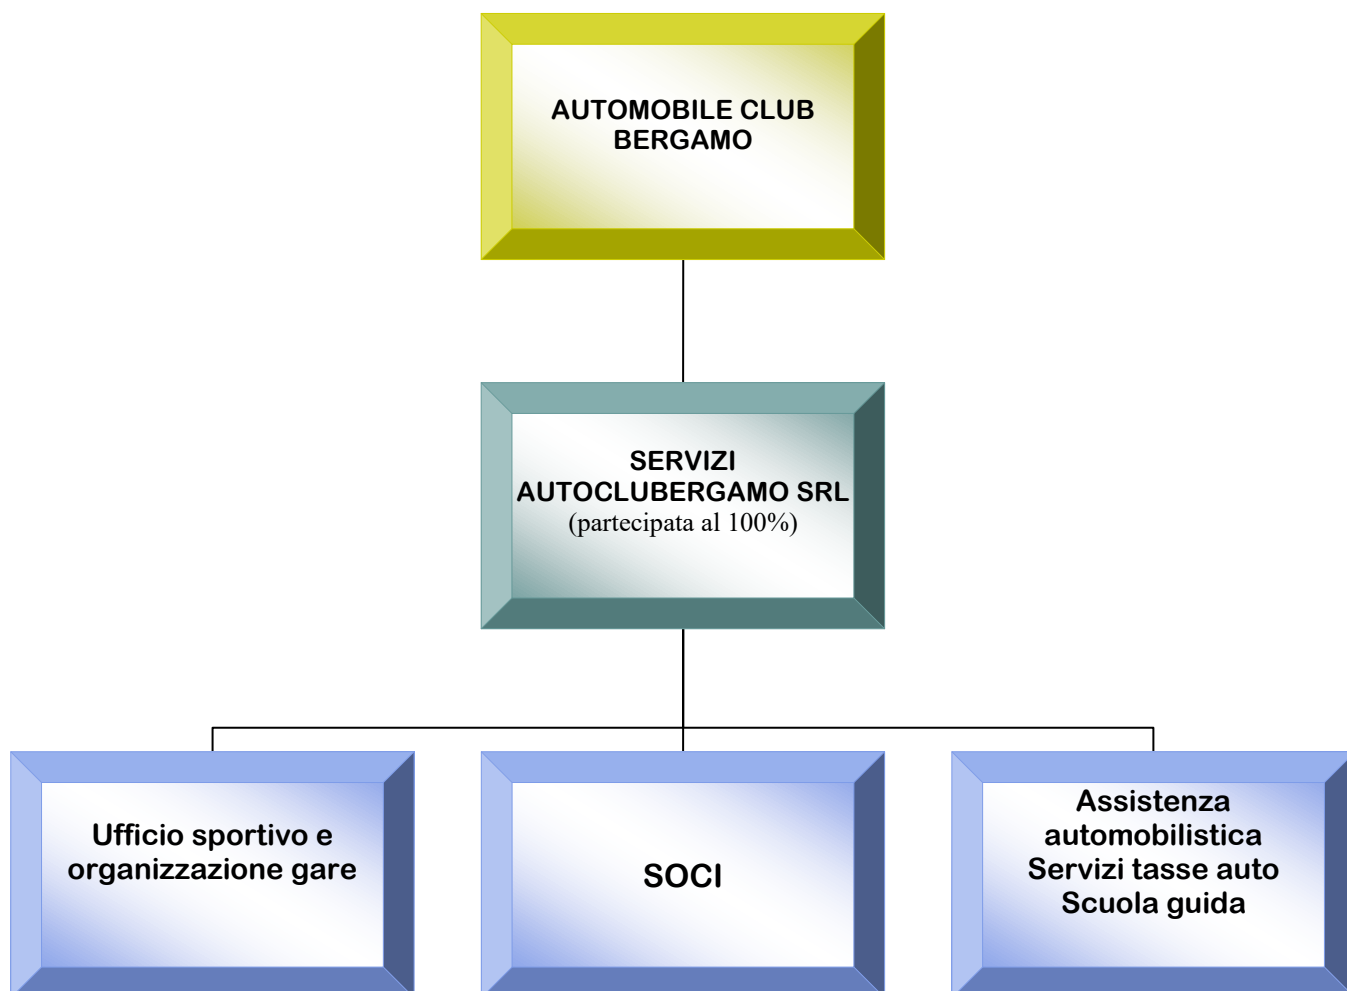 AUTOMOBILE CLUB
BERGAMO
SERVIZI
AUTOCLUBERGAMO SRL
(partecipata al 100%)
Ufficio sportivo e
organizzazione gare
SOCI
Assistenza
automobilistica
Servizi tasse auto
Scuola guida